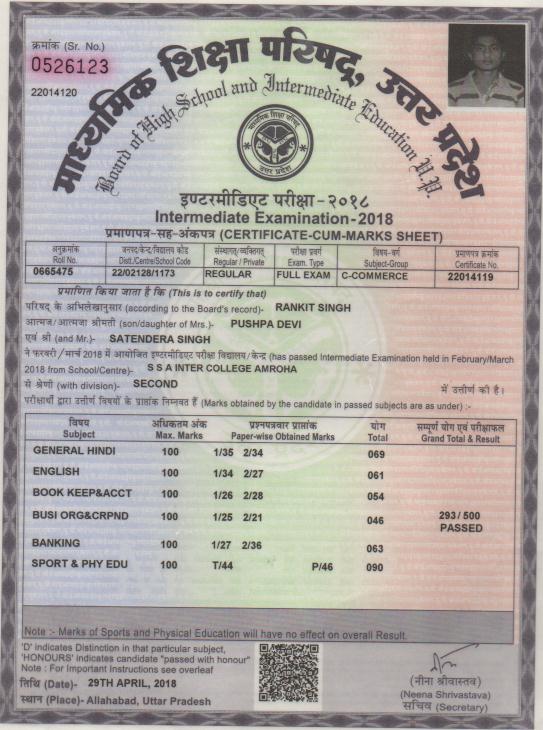 क्रमांक (Sr. No.)
0526123
22014120
माध्यमिक शिक्षा परिषद्, उत्तर प्रदेश
Board of High School and Intermediate Education U.P.
माध्यमिक शिक्षा परिषद्
उत्तर प्रदेश
इण्टरमीडिएट परीक्षा-२०१८
Intermediate Examination-2018
प्रमाणपत्र-सह-अंकपत्र (CERTIFICATE-CUM-MARKS SHEET)
अनुक्रमांक जनपद/केन्द्र/विद्यालय कोड संस्थागत/व्यक्तिगत परीक्षा प्रवर्ग विषय-वर्ग प्रमाणपत्र क्रमांक
Roll No. Distt./Centre/School Code Regular / Private Exam. Type Subject-Group Certificate No.
0665475 22/02128/1173 REGULAR FULL EXAM C-COMMERCE 22014119
प्रमाणित किया जाता है कि (This is to certify that)
परिषद् के अभिलेखानुसार (according to the Board's record)- RANKIT SINGH
आत्मज/आत्मजा श्रीमती (son/daughter of Mrs.)- PUSHPA DEVI
एवं श्री (and Mr.)- SATENDERA SINGH
ने फरवरी/मार्च 2018 में आयोजित इण्टरमीडिएट परीक्षा विद्यालय/केन्द्र (has passed Intermediate Examination held in February/March
2018 from School/Centre)- S S A INTER COLLEGE AMROHA
से श्रेणी (with division)- SECOND में उत्तीर्ण की है।
परीक्षार्थी द्वारा उत्तीर्ण विषयों के प्राप्तांक निम्नवत हैं (Marks obtained by the candidate in passed subjects are as under) :-
विषय अधिकतम अंक प्रश्नपत्रवार प्राप्तांक योग सम्पूर्ण योग एवं परीक्षाफल
Subject Max. Marks Paper-wise Obtained Marks Total Grand Total & Result
GENERAL HINDI 100 1/35 2/34 069
ENGLISH 100 1/34 2/27 061
BOOK KEEP&ACCT 100 1/26 2/28 054
BUSI ORG&CRPND 100 1/25 2/21 046 293/500
PASSED
BANKING 100 1/27 2/36 063
SPORT & PHY EDU 100 T/44 P/46 090
Note :- Marks of Sports and Physical Education will have no effect on overall Result.
'D' indicates Distinction in that particular subject,
'HONOURS' indicates candidate "passed with honour"
Note : For Important Instructions see overleaf
तिथि (Date)- 29TH APRIL, 2018
स्थान (Place)- Allahabad, Uttar Pradesh
(नीना श्रीवास्तव)
(Neena Shrivastava)
सचिव (Secretary)